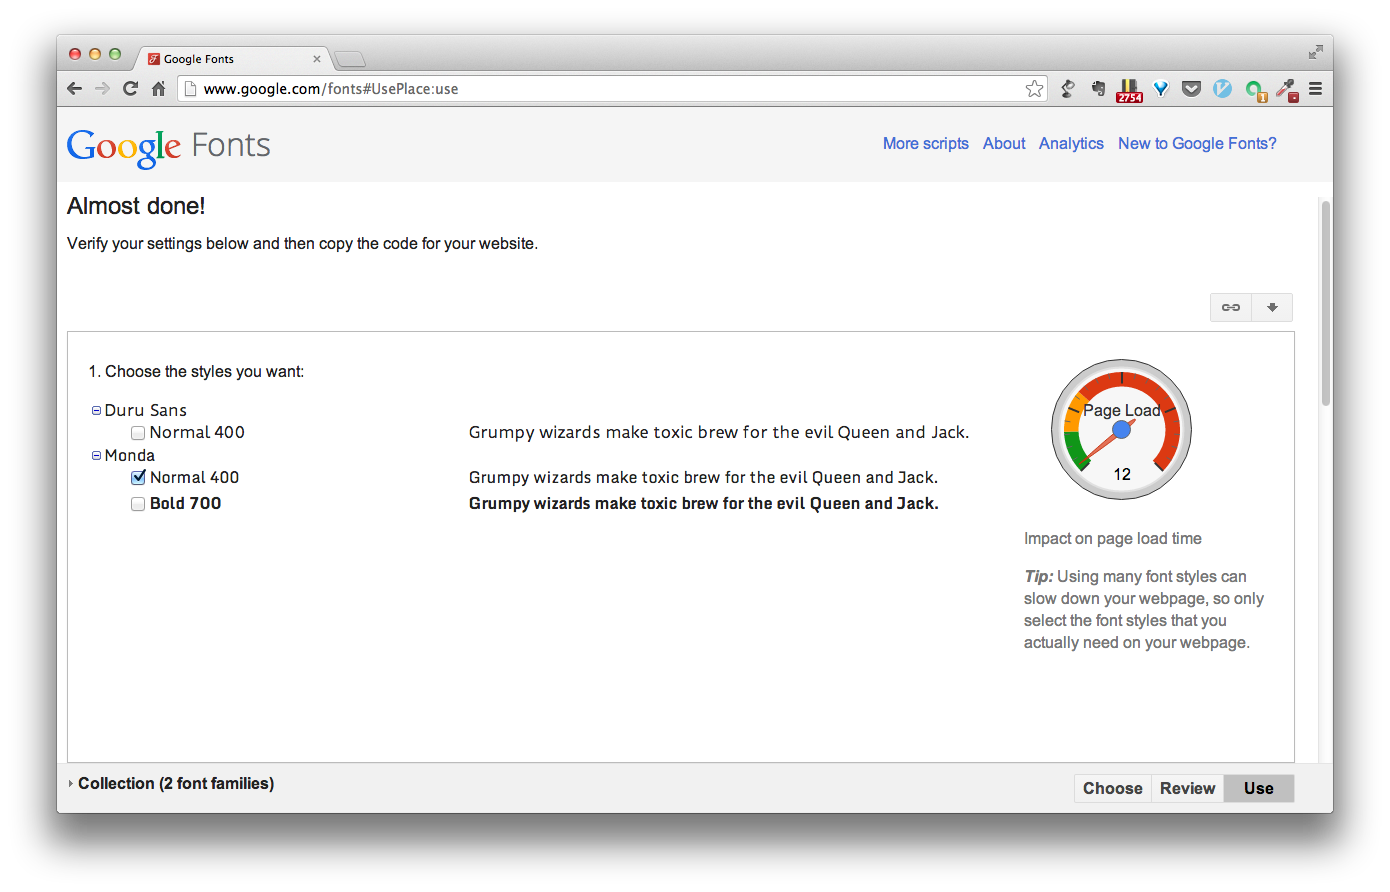 Google Fonts
www.google.com/fonts#UsePlace:use
2754
1
Google Fonts
More scripts About Analytics New to Google Fonts?
Almost done!
Verify your settings below and then copy the code for your website.
1. Choose the styles you want:
Duru Sans
Normal 400 Grumpy wizards make toxic brew for the evil Queen and Jack.
Monda
Normal 400 Grumpy wizards make toxic brew for the evil Queen and Jack.
Bold 700 Grumpy wizards make toxic brew for the evil Queen and Jack.
Page Load
12
Impact on page load time
Tip: Using many font styles can
slow down your webpage, so only
select the font styles that you
actually need on your webpage.
Collection (2 font families)
Choose Review Use